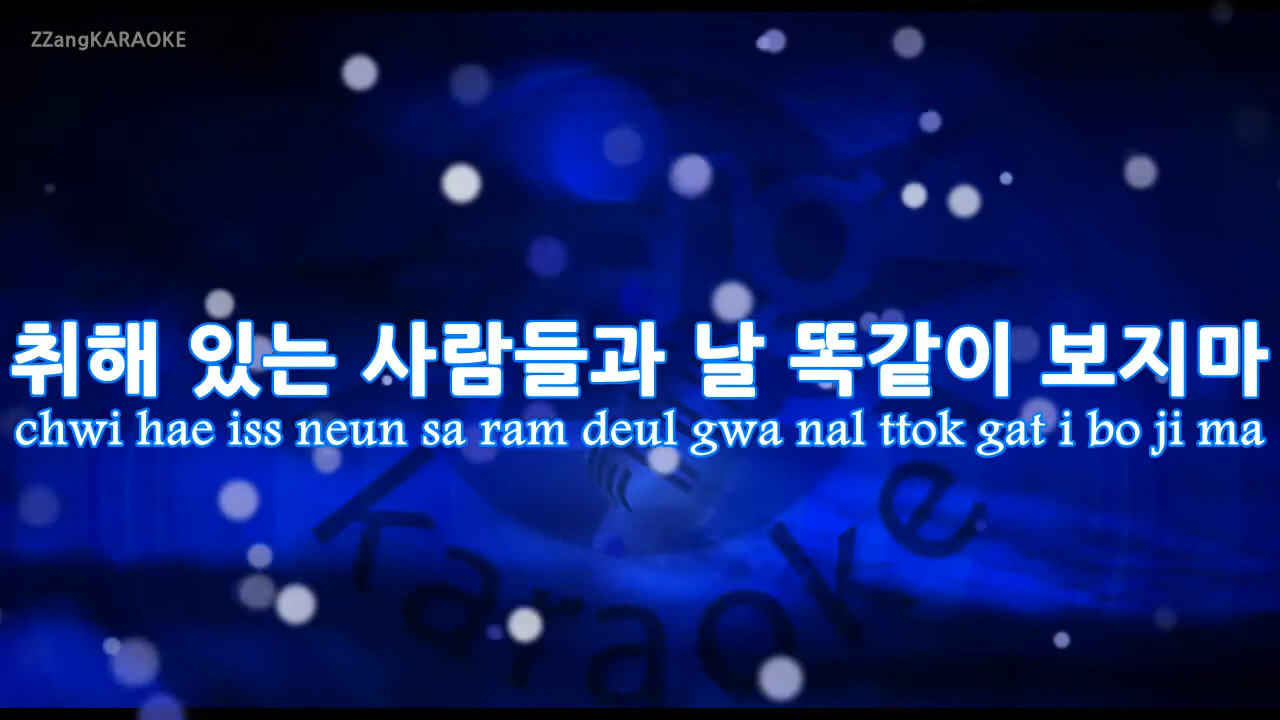 ZZangKARAOKE
취해 있는 사람들과 날 똑같이 보지마
chwi hae iss neun sa ram deul gwa nal ttok gat i bo ji ma
karaoke